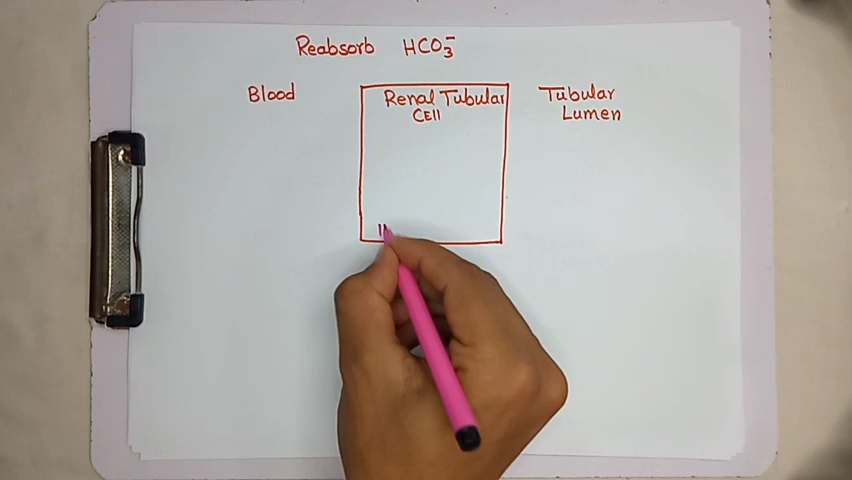 Reabsorb HCO₃⁻
Blood
Renal Tubular
Cell
Tubular
Lumen